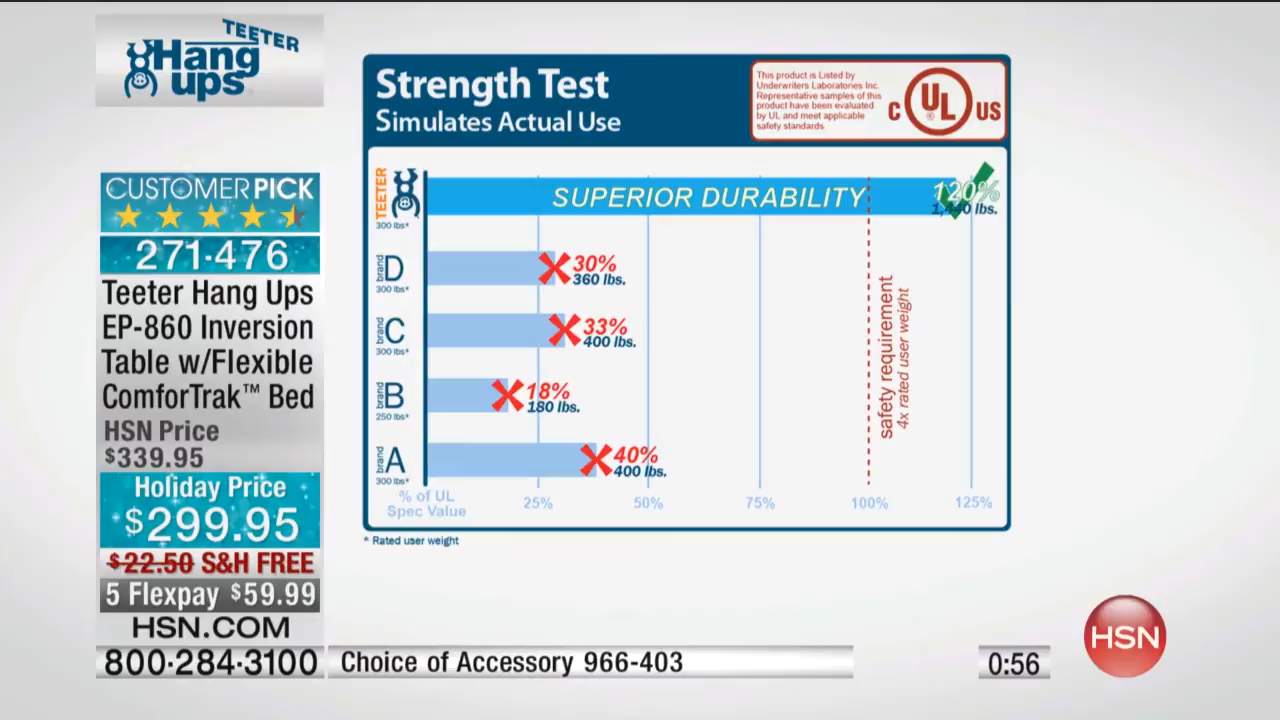 TEETER
Hang
ups
CUSTOMER PICK
271·476
Teeter Hang Ups
EP-860 Inversion
Table w/Flexible
ComforTrak™ Bed
HSN Price
$339.95
Holiday Price
$299.95
$22.50 S&H FREE
5 Flexpay $59.99
HSN.COM
800·284·3100
Strength Test
Simulates Actual Use
This product is Listed by
Underwriters Laboratories Inc.
Representative samples of this
product have been evaluated
by UL and meet applicable
safety standards
C UL® US
TEETER
300 lbs*
SUPERIOR DURABILITY
120%
1,440 lbs.
brand D
300 lbs*
30%
360 lbs.
brand C
300 lbs*
33%
400 lbs.
brand B
250 lbs*
18%
180 lbs.
brand A
300 lbs*
40%
400 lbs.
safety requirement
4x rated user weight
% of UL
Spec Value
25% 50% 75% 100% 125%
* Rated user weight
Choice of Accessory 966-403
0:56
HSN